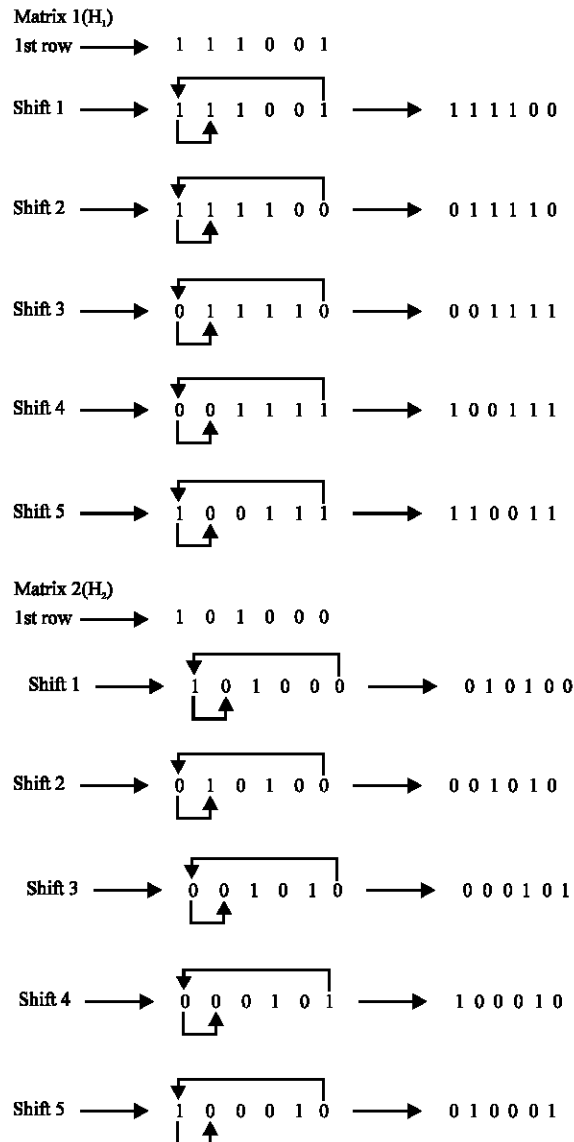 Matrix 1(H₁)
1st row 1 1 1 0 0 1
Shift 1 1 1 1 0 0 1 1 1 1 1 0 0
Shift 2 1 1 1 1 0 0 0 1 1 1 1 0
Shift 3 0 1 1 1 1 0 0 0 1 1 1 1
Shift 4 0 0 1 1 1 1 1 0 0 1 1 1
Shift 5 1 0 0 1 1 1 1 1 0 0 1 1
Matrix 2(H₂)
1st row 1 0 1 0 0 0
Shift 1 1 0 1 0 0 0 0 1 0 1 0 0
Shift 2 0 1 0 1 0 0 0 0 1 0 1 0
Shift 3 0 0 1 0 1 0 0 0 0 1 0 1
Shift 4 0 0 0 1 0 1 1 0 0 0 1 0
Shift 5 1 0 0 0 1 0 0 1 0 0 0 1